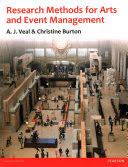 Research Methods for Arts
and Event Management
A. J. Veal & Christine Burton
PEARSON